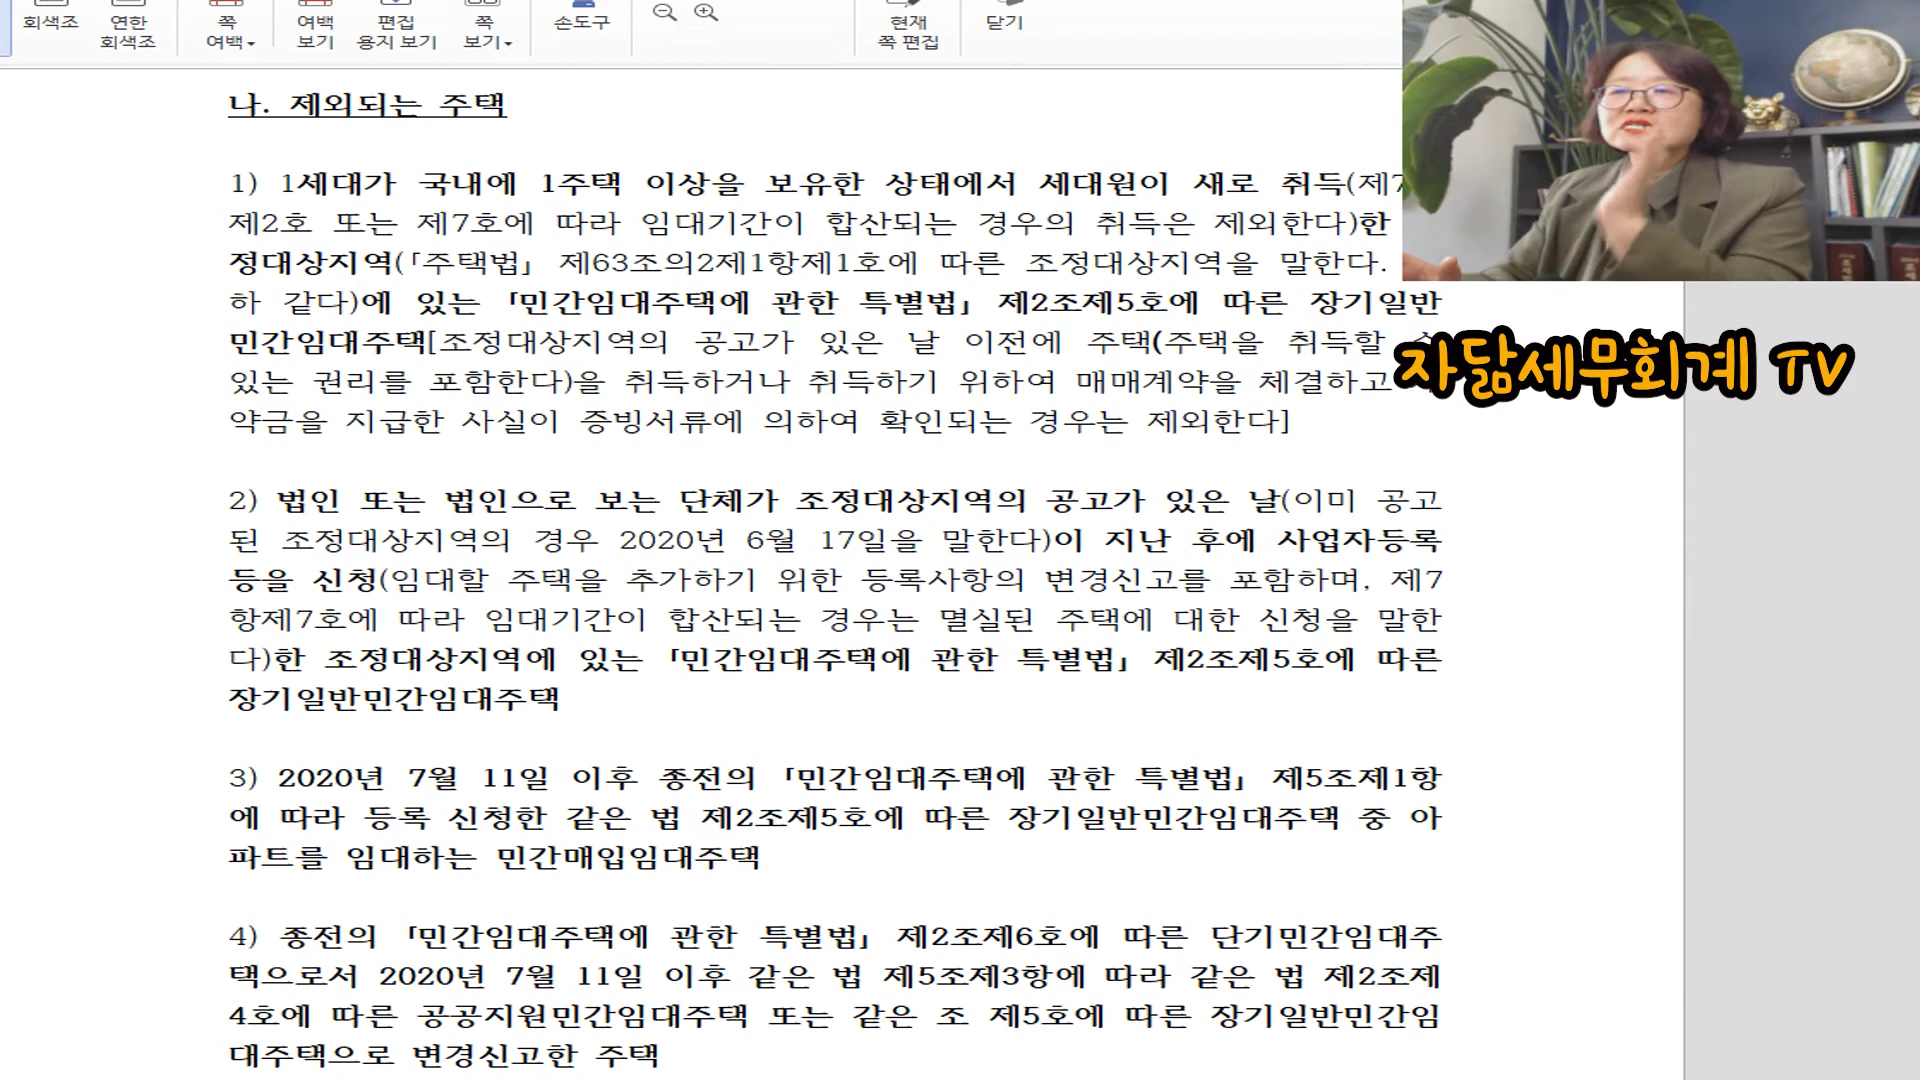 회색조
연한
회색조
쪽
여백
여백
보기
편집
용지 보기
쪽
보기
손도구
현재
쪽 편집
닫기
나. 제외되는 주택
1) 1세대가 국내에 1주택 이상을 보유한 상태에서 세대원이 새로 취득(제7
제2호 또는 제7호에 따라 임대기간이 합산되는 경우의 취득은 제외한다)한
정대상지역(「주택법」 제63조의2제1항제1호에 따른 조정대상지역을 말한다.
하 같다)에 있는 「민간임대주택에 관한 특별법」 제2조제5호에 따른 장기일반
민간임대주택[조정대상지역의 공고가 있은 날 이전에 주택(주택을 취득할
있는 권리를 포함한다)을 취득하거나 취득하기 위하여 매매계약을 체결하고
약금을 지급한 사실이 증빙서류에 의하여 확인되는 경우는 제외한다]
자닮세무회계 TV
2) 법인 또는 법인으로 보는 단체가 조정대상지역의 공고가 있은 날(이미 공고
된 조정대상지역의 경우 2020년 6월 17일을 말한다)이 지난 후에 사업자등록
등을 신청(임대할 주택을 추가하기 위한 등록사항의 변경신고를 포함하며, 제7
항제7호에 따라 임대기간이 합산되는 경우는 멸실된 주택에 대한 신청을 말한
다)한 조정대상지역에 있는 「민간임대주택에 관한 특별법」 제2조제5호에 따른
장기일반민간임대주택
3) 2020년 7월 11일 이후 종전의 「민간임대주택에 관한 특별법」 제5조제1항
에 따라 등록 신청한 같은 법 제2조제5호에 따른 장기일반민간임대주택 중 아
파트를 임대하는 민간매입임대주택
4) 종전의 「민간임대주택에 관한 특별법」 제2조제6호에 따른 단기민간임대주
택으로서 2020년 7월 11일 이후 같은 법 제5조제3항에 따라 같은 법 제2조제
4호에 따른 공공지원민간임대주택 또는 같은 조 제5호에 따른 장기일반민간임
대주택으로 변경신고한 주택